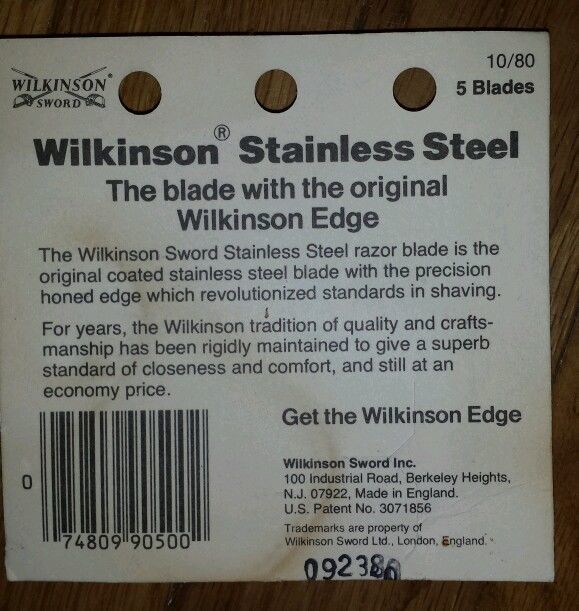 WILKINSON®
SWORD
10/80
5 Blades
Wilkinson® Stainless Steel
The blade with the original
Wilkinson Edge
The Wilkinson Sword Stainless Steel razor blade is the
original coated stainless steel blade with the precision
honed edge which revolutionized standards in shaving.
For years, the Wilkinson tradition of quality and crafts-
manship has been rigidly maintained to give a superb
standard of closeness and comfort, and still at an
economy price.
Get the Wilkinson Edge
Wilkinson Sword Inc.
100 Industrial Road, Berkeley Heights,
N.J. 07922, Made in England.
U.S. Patent No. 3071856
Trademarks are property of
Wilkinson Sword Ltd., London, England.
0 74809 90500